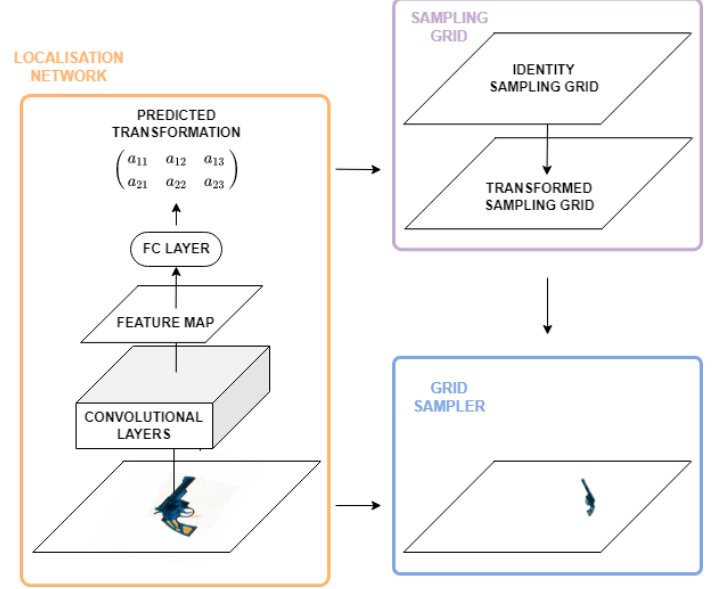 LOCALISATION
NETWORK
PREDICTED
TRANSFORMATION
a11 a12 a13
a21 a22 a23
FC LAYER
FEATURE MAP
CONVOLUTIONAL
LAYERS
SAMPLING
GRID
IDENTITY
SAMPLING GRID
TRANSFORMED
SAMPLING GRID
GRID
SAMPLER